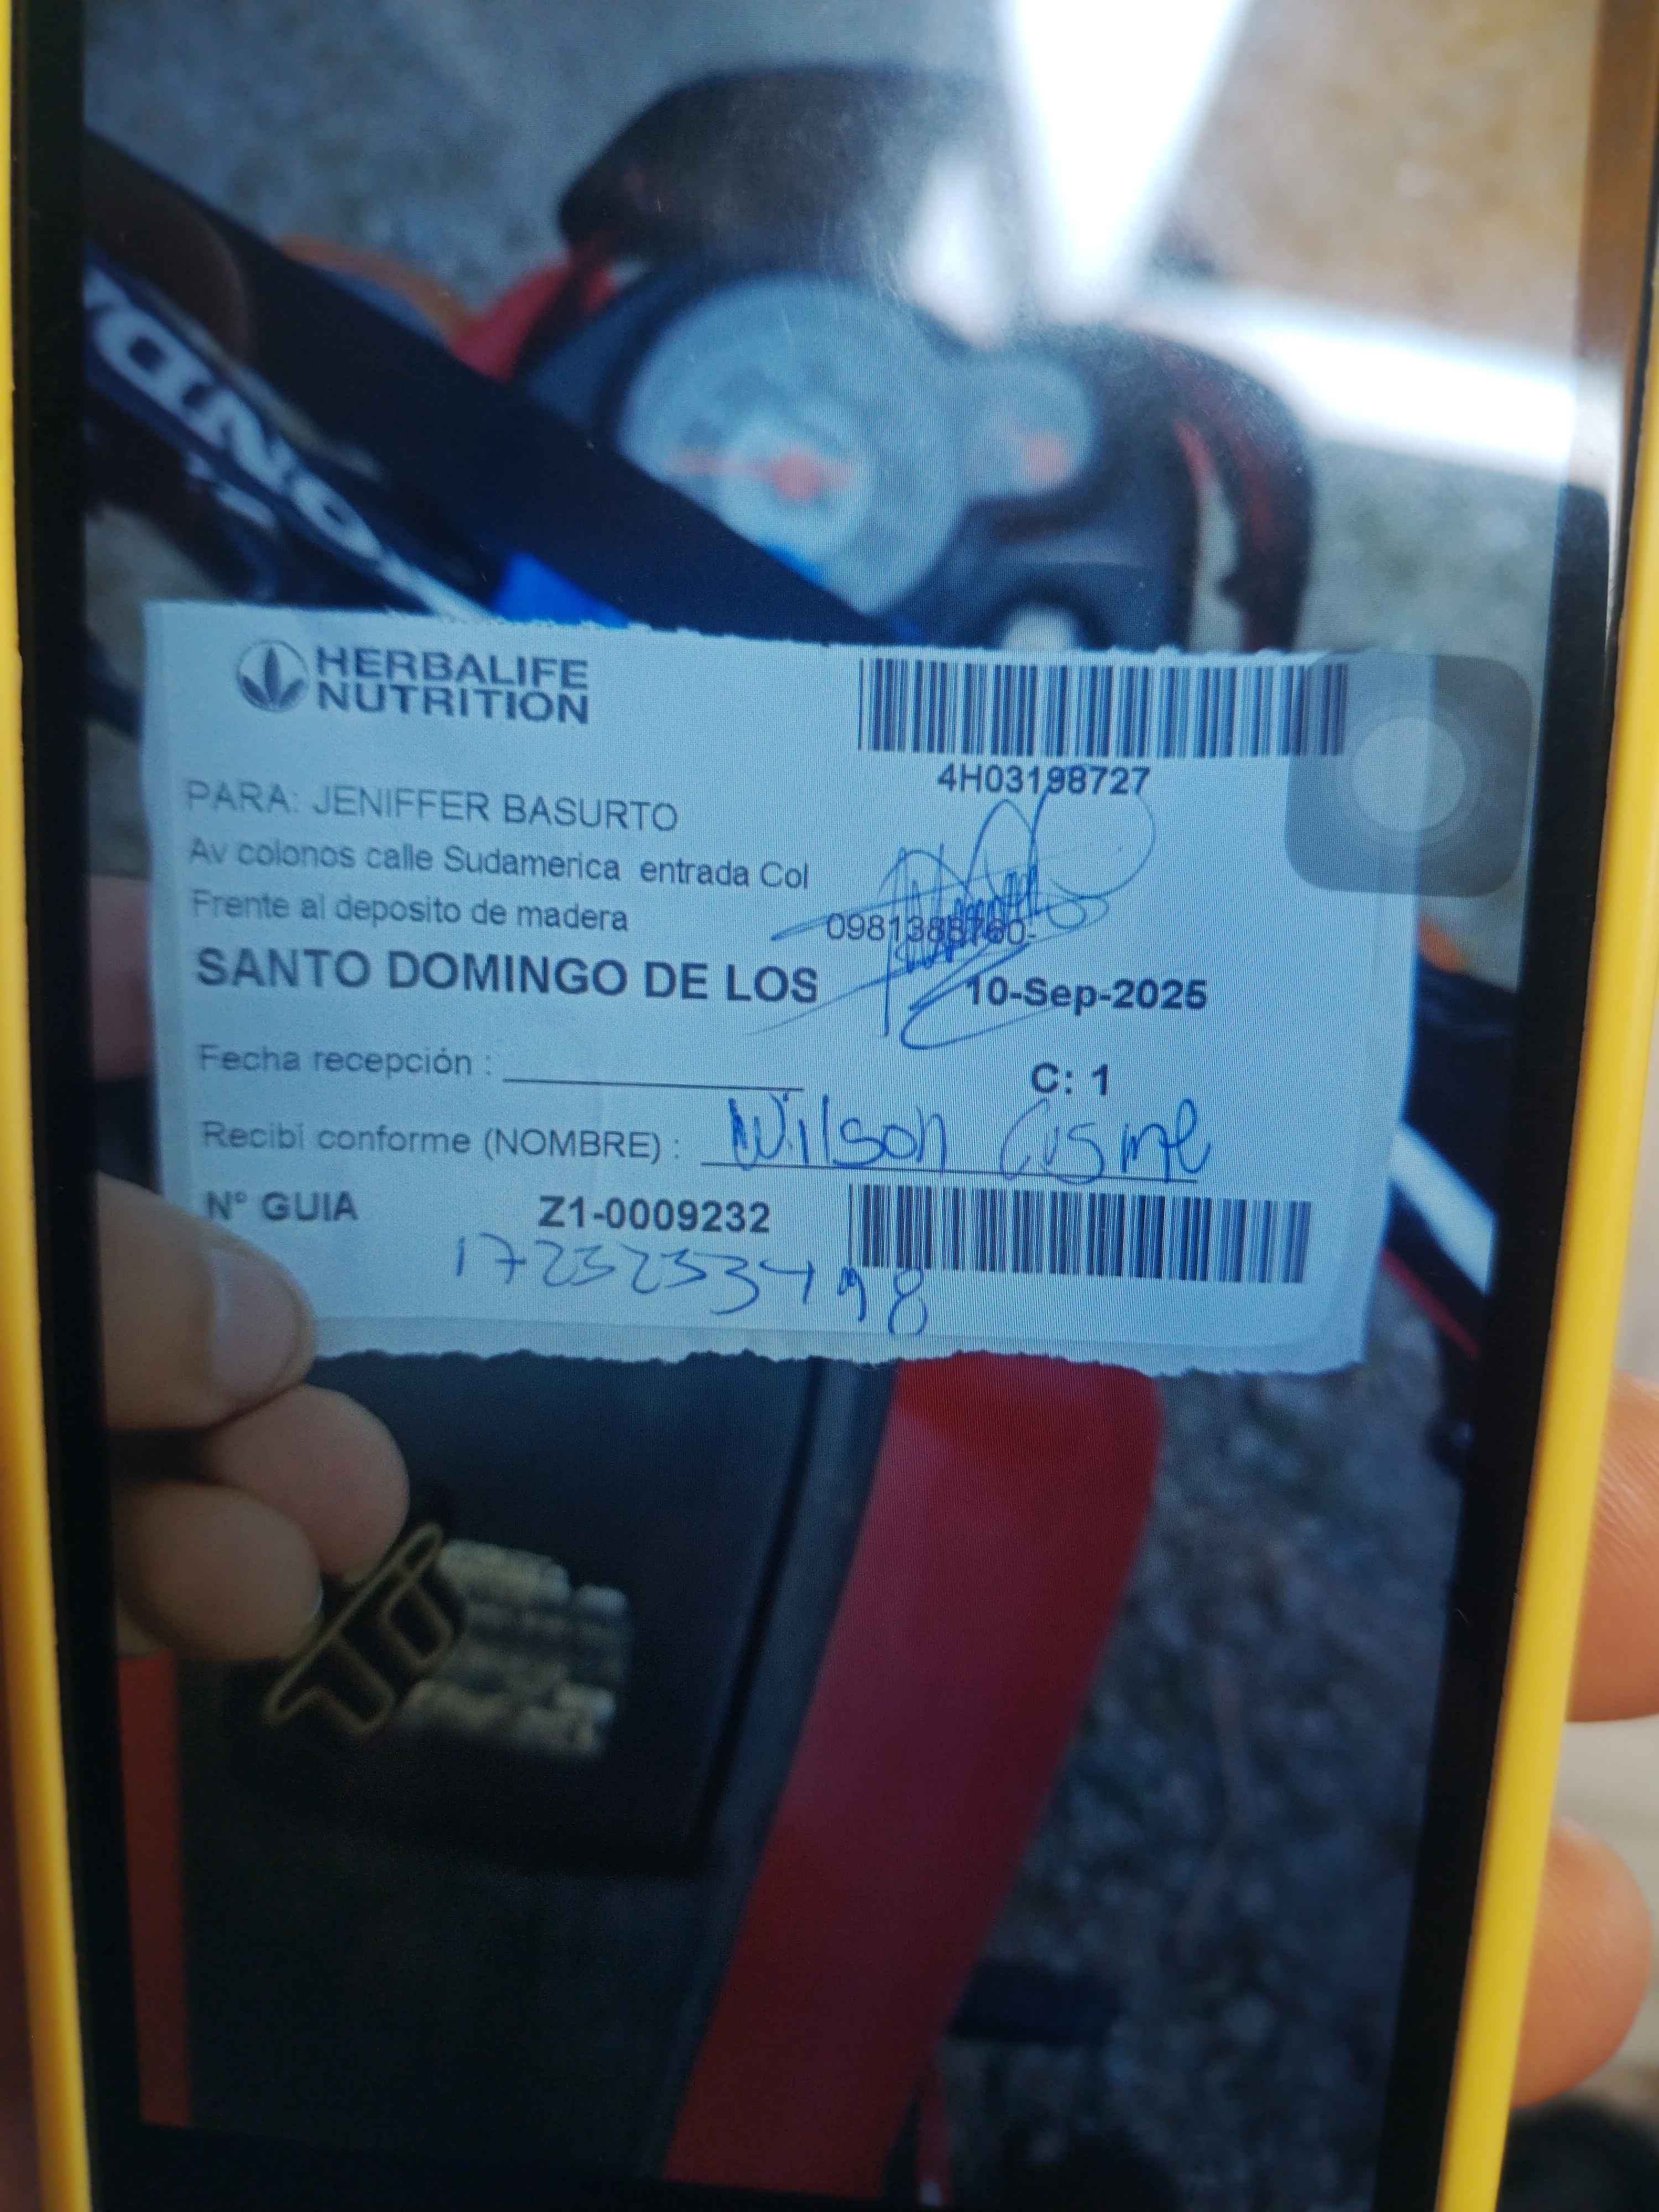 HERBALIFE
NUTRITION
4H03198727
PARA: JENIFFER BASURTO
Av colonos calle Sudamerica entrada Col
Frente al deposito de madera
SANTO DOMINGO DE LOS
10-Sep-2025
Fecha recepción :
C: 1
Recibí conforme (NOMBRE) : Wilson Cusme
N° GUIA Z1-0009232